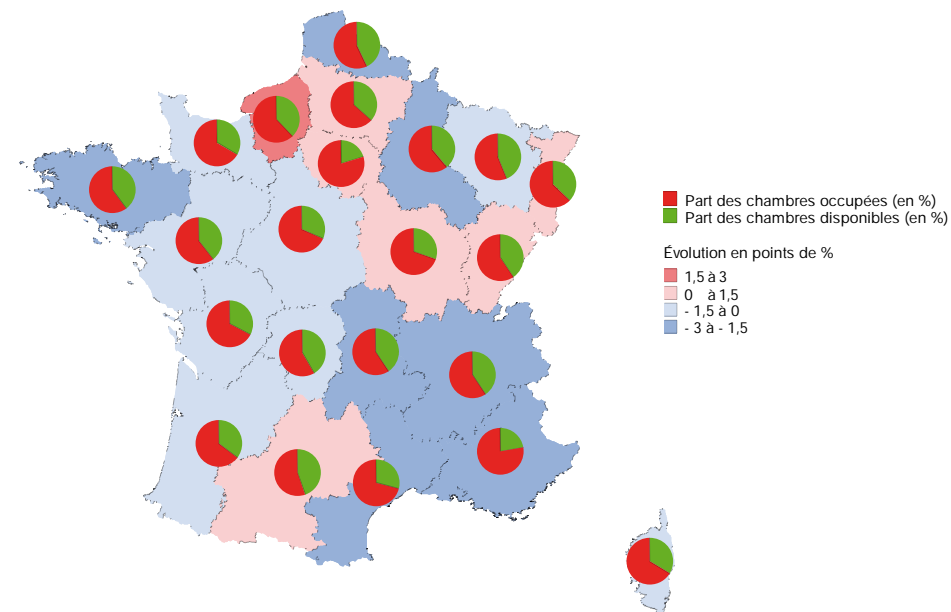 Part des chambres occupées (en %)
Part des chambres disponibles (en %)
Évolution en points de %
1,5 à 3
0 à 1,5
- 1,5 à 0
- 3 à - 1,5